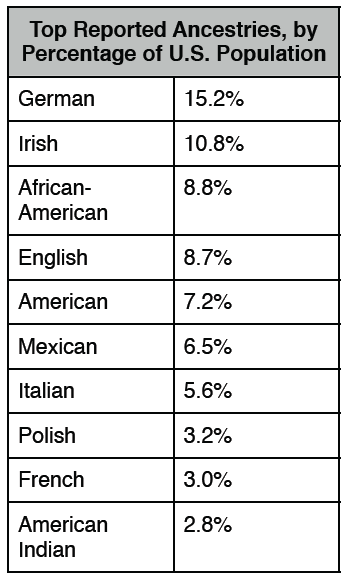 Top Reported Ancestries, by
Percentage of U.S. Population
German 15.2%
Irish 10.8%
African- 8.8%
American
English 8.7%
American 7.2%
Mexican 6.5%
Italian 5.6%
Polish 3.2%
French 3.0%
American 2.8%
Indian